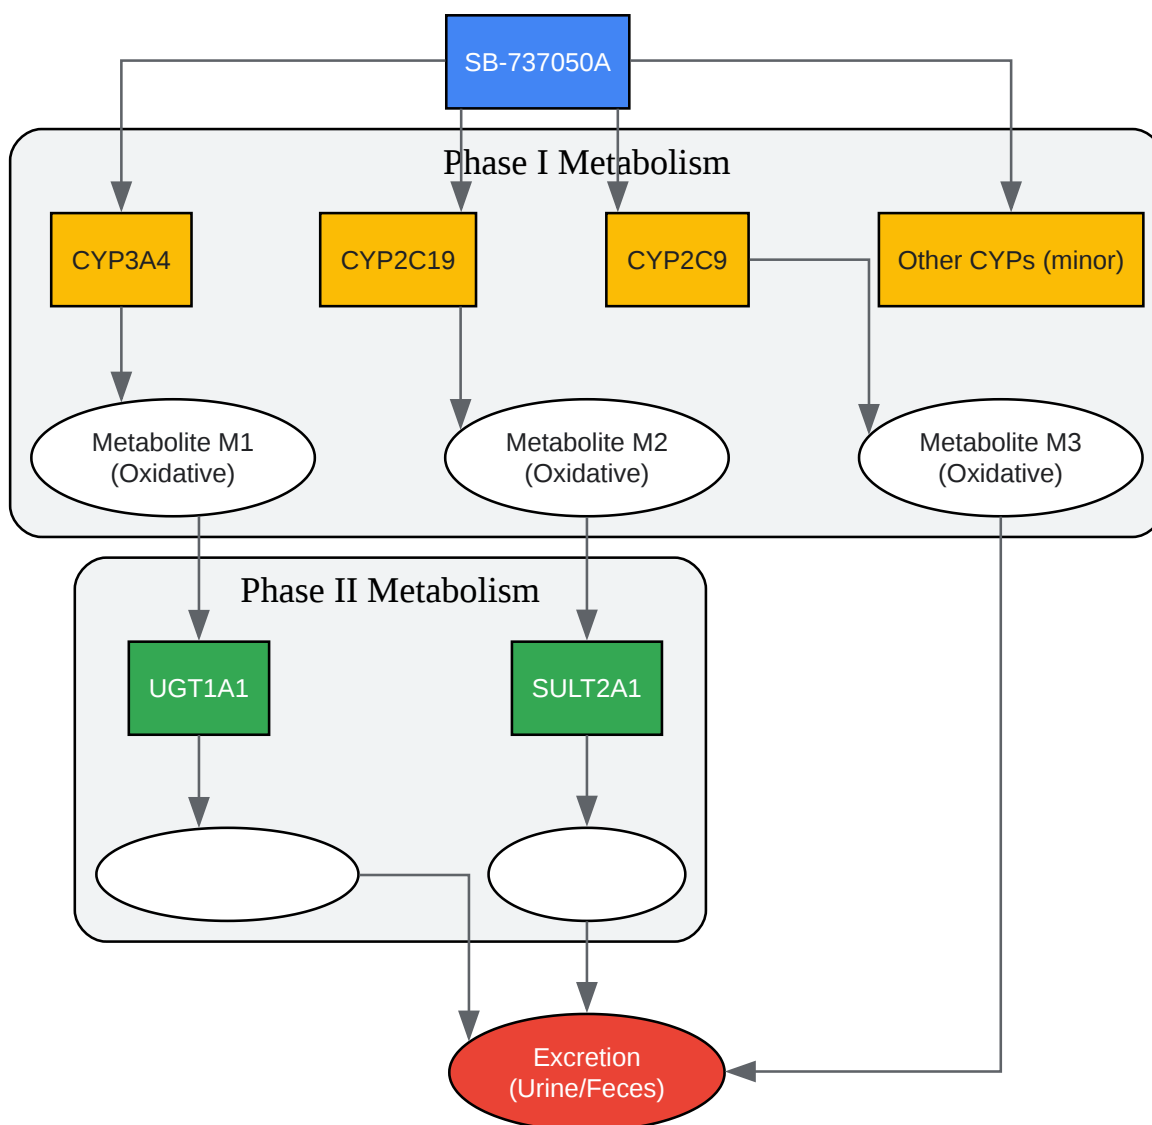 SB-737050A
Phase I Metabolism
CYP3A4
CYP2C19
CYP2C9
Other CYPs (minor)
Metabolite M1
(Oxidative)
Metabolite M2
(Oxidative)
Metabolite M3
(Oxidative)
Phase II Metabolism
UGT1A1
SULT2A1
Excretion
(Urine/Feces)